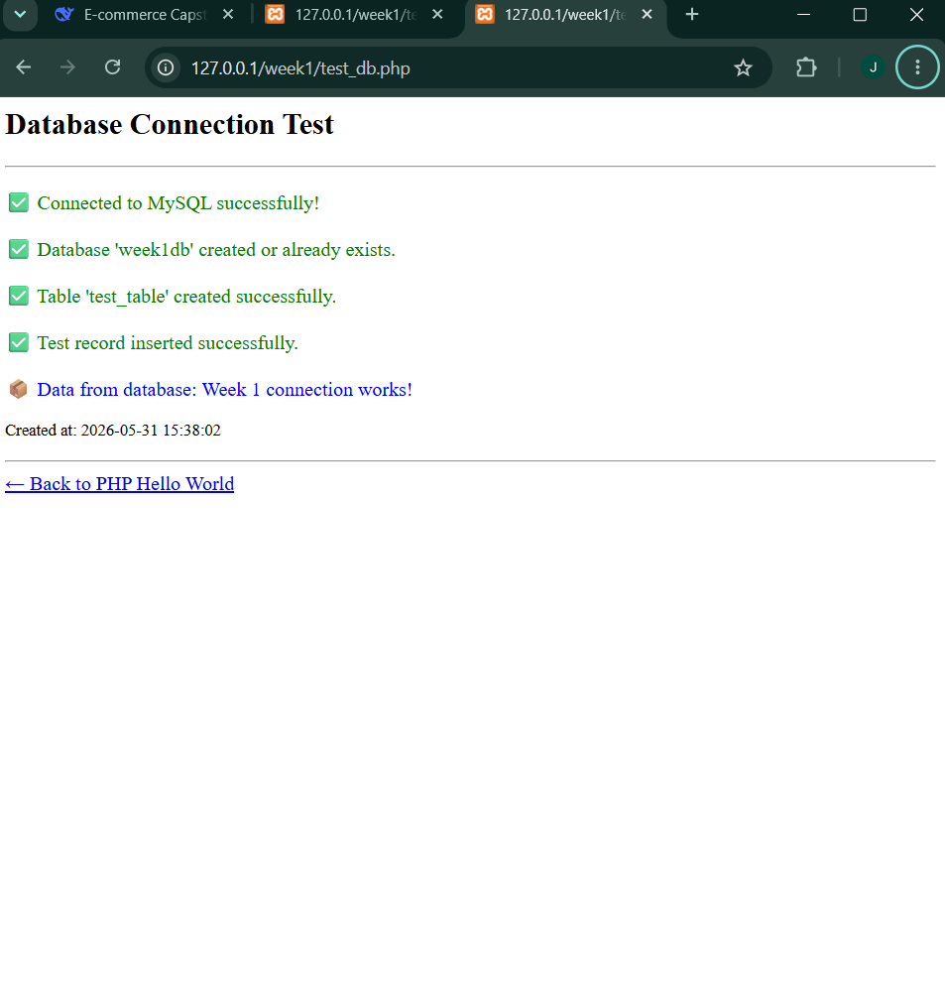 E-commerce Capst
127.0.0.1/week1/te
127.0.0.1/week1/te
127.0.0.1/week1/test_db.php
J
Database Connection Test
✅ Connected to MySQL successfully!
✅ Database 'week1db' created or already exists.
✅ Table 'test_table' created successfully.
✅ Test record inserted successfully.
📦 Data from database: Week 1 connection works!
Created at: 2026-05-31 15:38:02
← Back to PHP Hello World